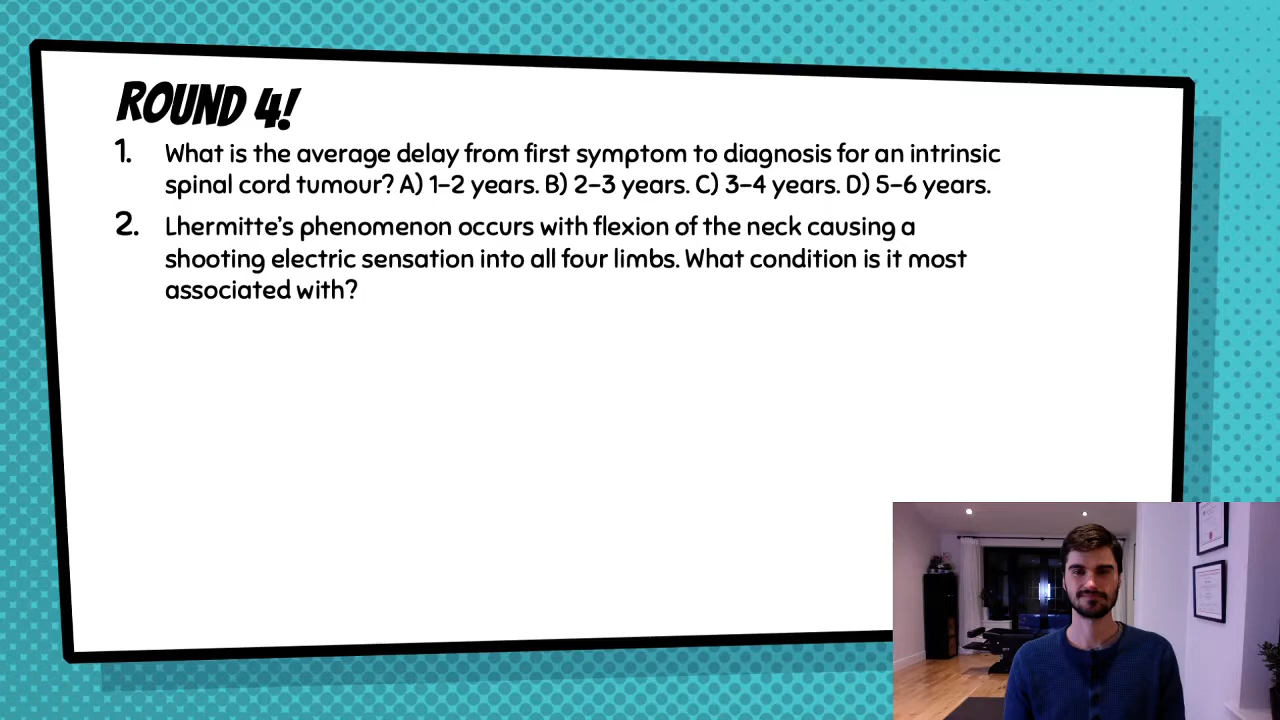 ROUND 4!
1. What is the average delay from first symptom to diagnosis for an intrinsic
spinal cord tumour? A) 1-2 years. B) 2-3 years. C) 3-4 years. D) 5-6 years.
2. Lhermitte's phenomenon occurs with flexion of the neck causing a
shooting electric sensation into all four limbs. What condition is it most
associated with?